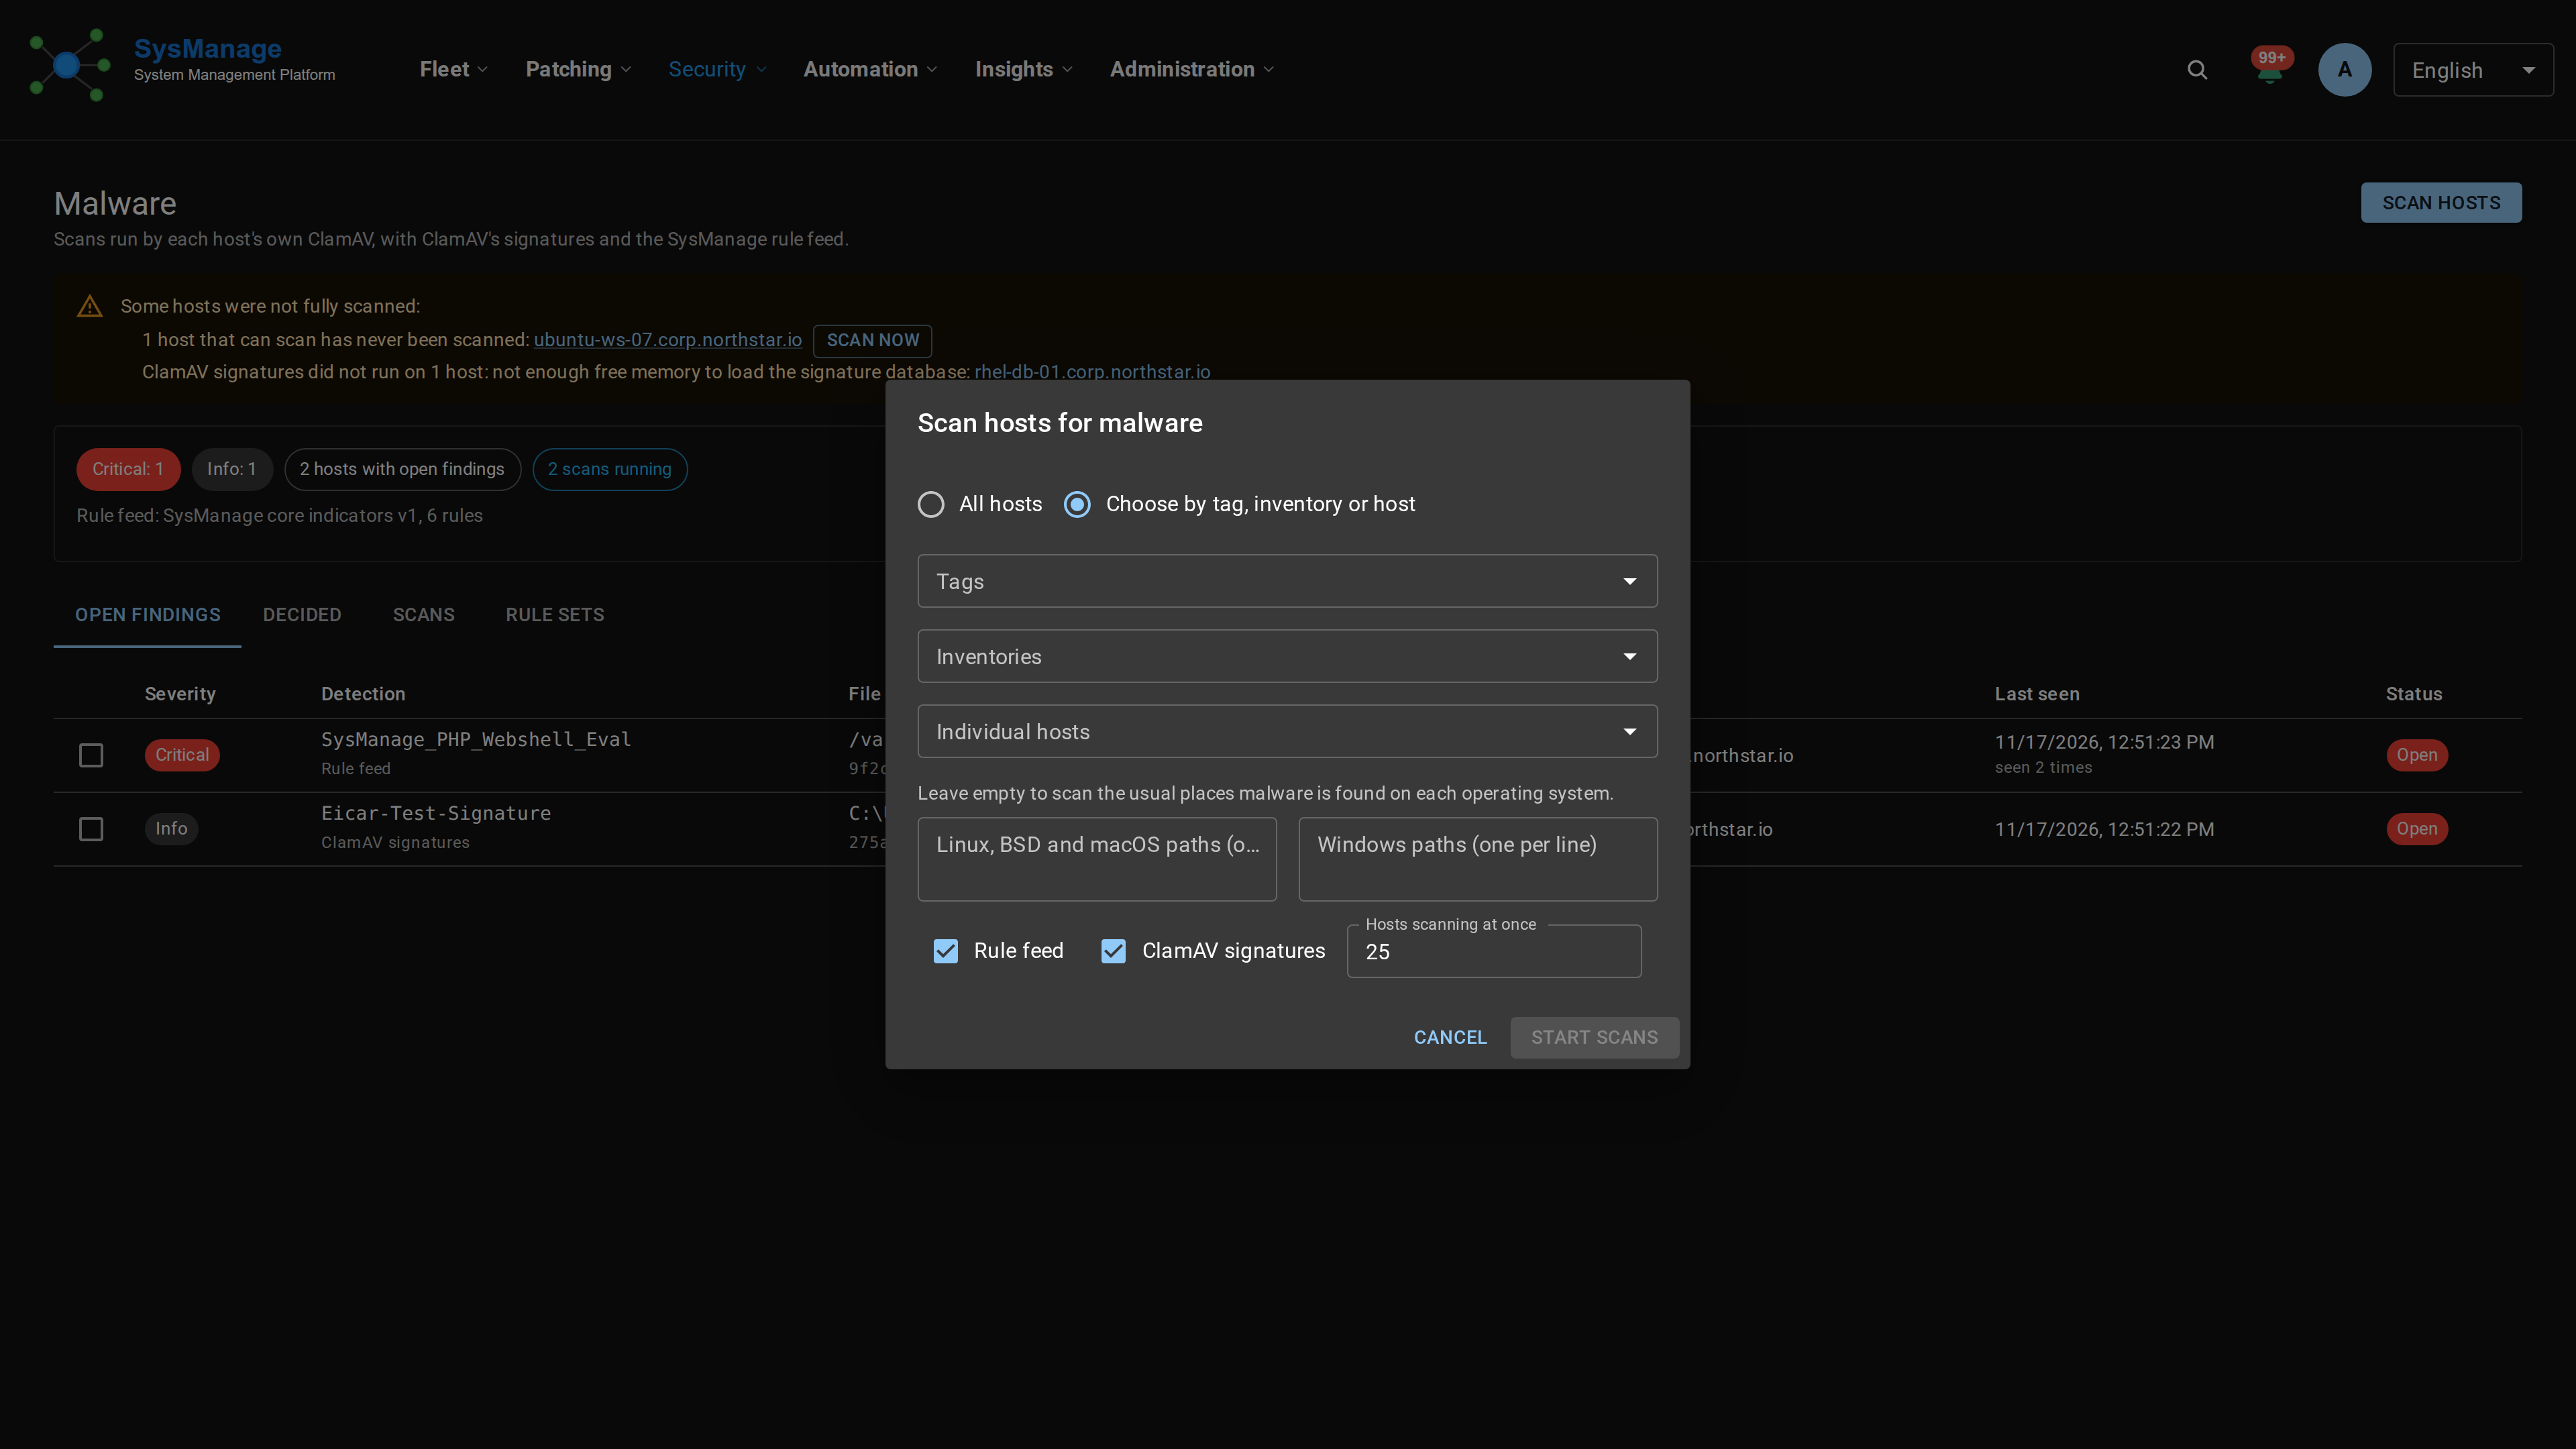 SysManage
System Management Platform
Fleet
Patching
Security
Automation
Insights
Administration
99+
A
English
Malware
SCAN HOSTS
Scans run by each host's own ClamAV, with ClamAV's signatures and the SysManage rule feed.
Some hosts were not fully scanned:
1 host that can scan has never been scanned: ubuntu-ws-07.corp.northstar.io SCAN NOW
ClamAV signatures did not run on 1 host: not enough free memory to load the signature database: rhel-db-01.corp.northstar.io
Critical: 1
Info: 1
2 hosts with open findings
2 scans running
Rule feed: SysManage core indicators v1, 6 rules
OPEN FINDINGS
DECIDED
SCANS
RULE SETS
Severity
Detection
File
Last seen
Status
Critical
SysManage_PHP_Webshell_Eval
Rule feed
/va
.northstar.io
11/17/2026, 12:51:23 PM
seen 2 times
Open
Info
Eicar-Test-Signature
ClamAV signatures
275a
rthstar.io
11/17/2026, 12:51:22 PM
Open
Scan hosts for malware
All hosts
Choose by tag, inventory or host
Tags
Inventories
Individual hosts
Leave empty to scan the usual places malware is found on each operating system.
Linux, BSD and macOS paths (o...
Windows paths (one per line)
Rule feed
ClamAV signatures
Hosts scanning at once
25
CANCEL
START SCANS